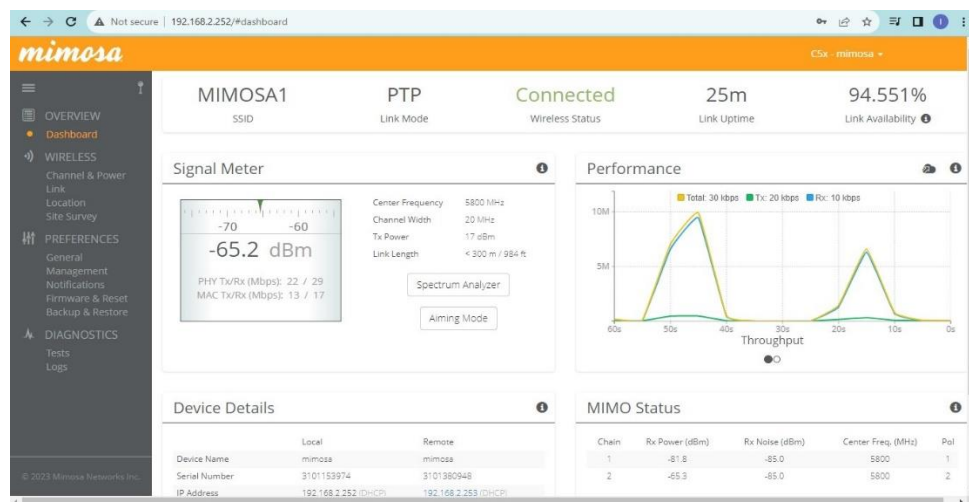 Not secure | 192.168.2.252/#dashboard
mimosa
C5x - mimosa
OVERVIEW
Dashboard
WIRELESS
Channel & Power
Link
Location
Site Survey
PREFERENCES
General
Management
Notifications
Firmware & Reset
Backup & Restore
DIAGNOSTICS
Tests
Logs
© 2023 Mimosa Networks Inc.
MIMOSA1 PTP Connected 25m 94.551%
SSID Link Mode Wireless Status Link Uptime Link Availability
Signal Meter
-70 -60
-65.2 dBm
PHY Tx/Rx (Mbps): 22 / 29
MAC Tx/Rx (Mbps): 13 / 17
Center Frequency 5800 MHz
Channel Width 20 MHz
Tx Power 17 dBm
Link Length < 300 m / 984 ft
Spectrum Analyzer
Aiming Mode
Performance
Total: 30 kbps Tx: 20 kbps Rx: 10 kbps
10M
5M
60s 50s 40s 30s 20s 10s 0s
Throughput
Device Details
Local Remote
Device Name mimosa mimosa
Serial Number 3101153974 3101380948
IP Address 192.168.2.252 (DHCP) 192.168.2.253 (DHCP)
MIMO Status
Chain Rx Power (dBm) Rx Noise (dBm) Center Freq. (MHz) Pol
1 -81.8 -85.0 5800 1
2 -65.3 -85.0 5800 2